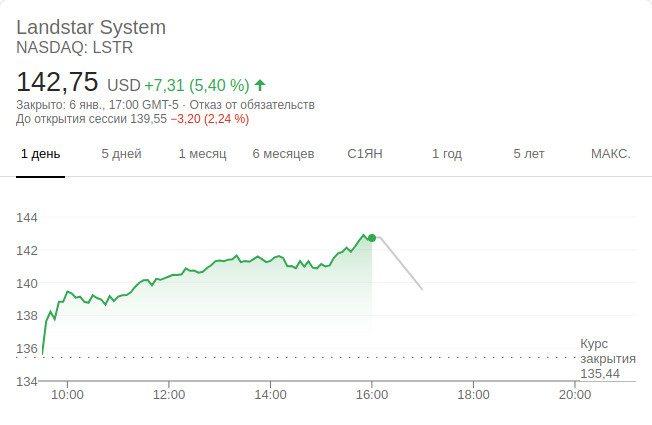 Landstar System
NASDAQ: LSTR
142,75 USD +7,31 (5,40 %)
Закрыто: 6 янв., 17:00 GMT-5 · Отказ от обязательств
До открытия сессии 139,55 −3,20 (2,24 %)
1 день 5 дней 1 месяц 6 месяцев С1ЯН 1 год 5 лет МАКС.
144
142
140
138
136
134
Курс
закрытия
135,44
10:00 12:00 14:00 16:00 18:00 20:00